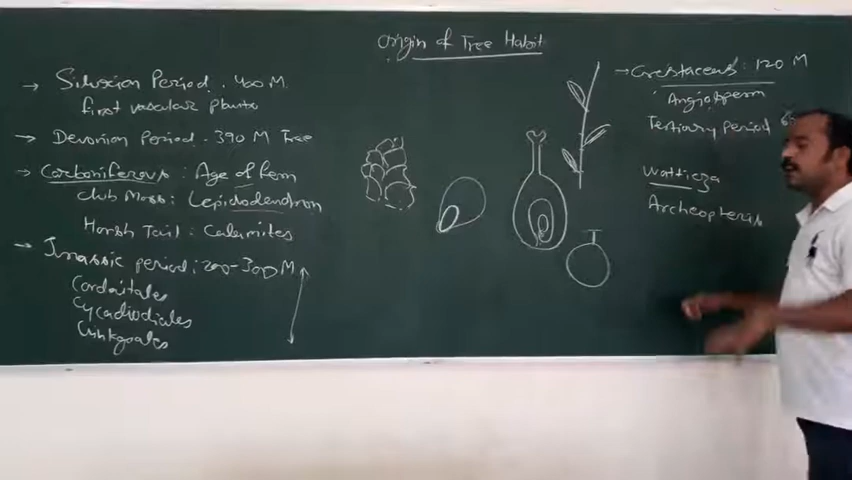 Origin of Tree Habit
→ Silurian Period . 400 M.
first vascular plants
→ Devonian Period . 390 M Tree
→ Carboniferous : Age of fern
club Moss : Lepidodendron
Horsh Tail : Calamites
→ Jurassic period : 200-300 M
Cordaitales
Cycadiodiales
Ginkgoales
→ Cretaceous : 120 M
Angiosperm
Tertiary Period
Wattieza
Archeopteris